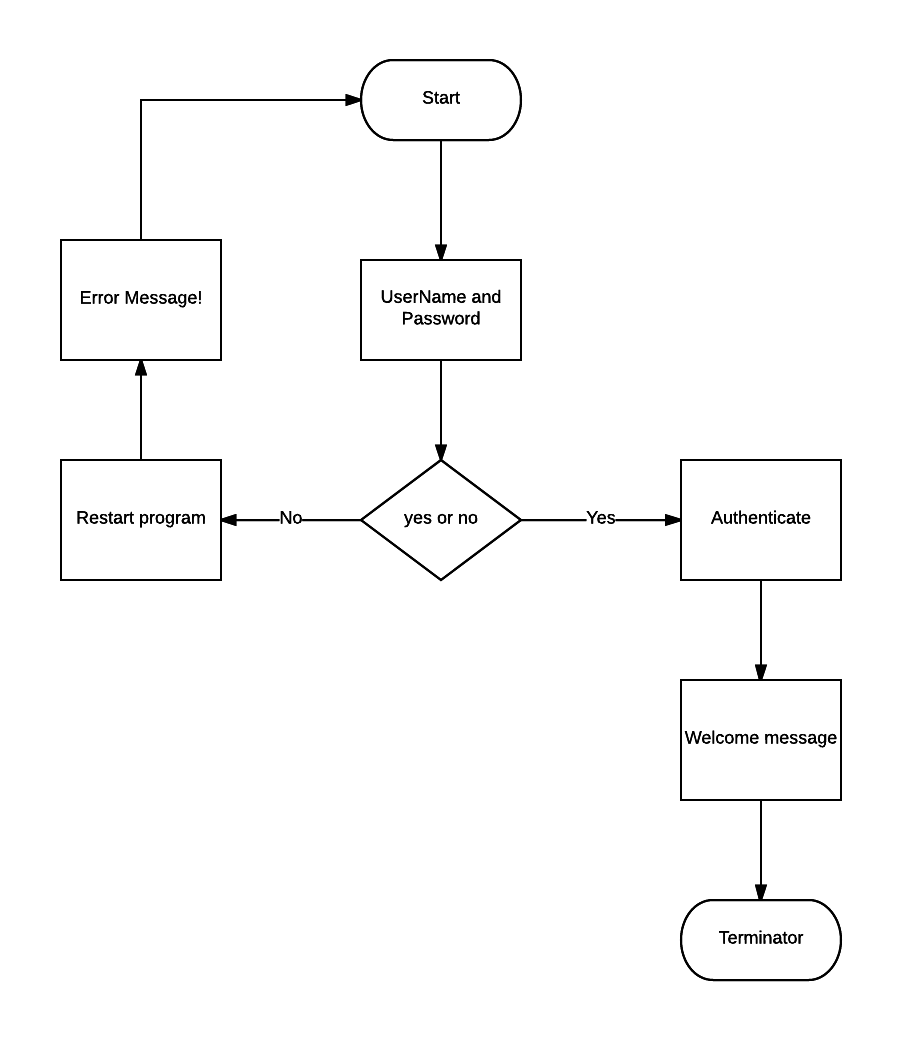 Start
Error Message!
UserName and
Password
Restart program
No
yes or no
Yes
Authenticate
Welcome message
Terminator